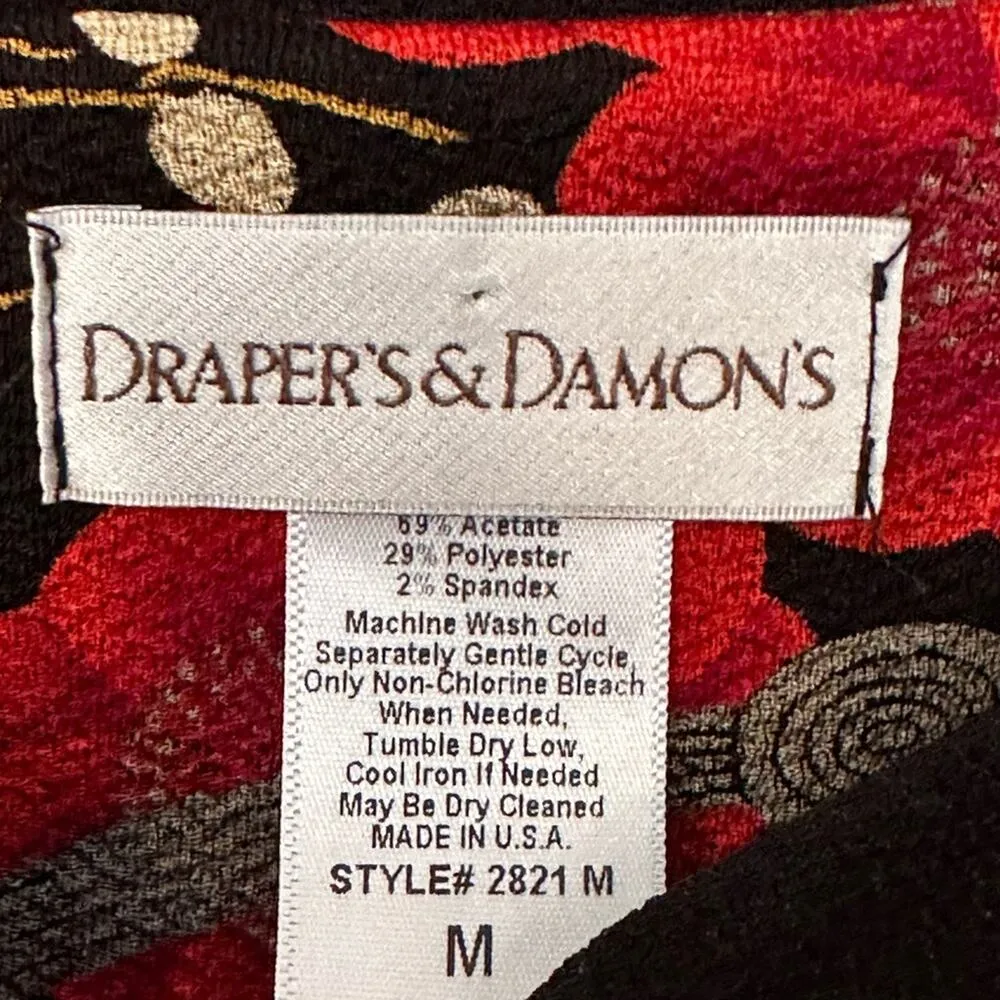 DRAPER'S & DAMON'S
69% Acetate
29% Polyester
2% Spandex
Machine Wash Cold
Separately Gentle Cycle,
Only Non-Chlorine Bleach
When Needed,
Tumble Dry Low,
Cool Iron If Needed
May Be Dry Cleaned
MADE IN U.S.A.
STYLE# 2821 M
M